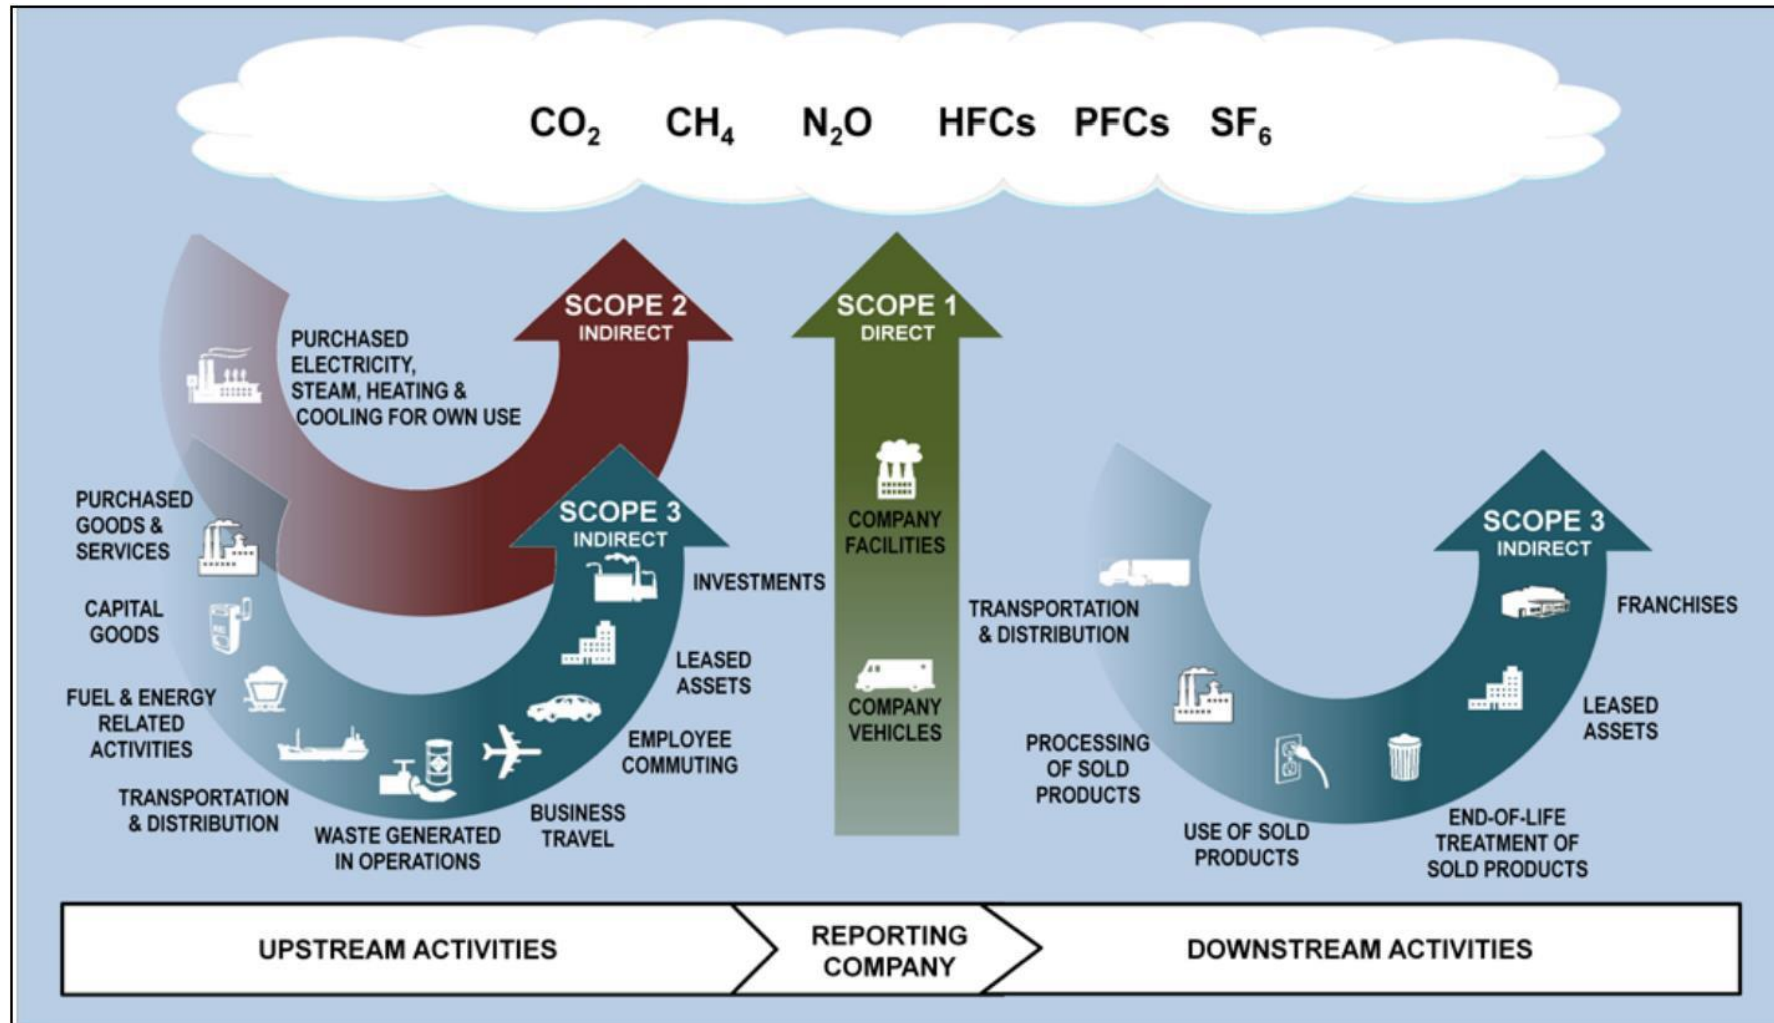 CO2 CH4 N2O HFCs PFCs SF6
SCOPE 2
INDIRECT
PURCHASED
ELECTRICITY,
STEAM, HEATING &
COOLING FOR OWN USE
SCOPE 1
DIRECT
COMPANY
FACILITIES
COMPANY
VEHICLES
SCOPE 3
INDIRECT
PURCHASED
GOODS &
SERVICES
CAPITAL
GOODS
FUEL & ENERGY
RELATED
ACTIVITIES
TRANSPORTATION
& DISTRIBUTION
WASTE GENERATED
IN OPERATIONS
BUSINESS
TRAVEL
EMPLOYEE
COMMUTING
LEASED
ASSETS
INVESTMENTS
SCOPE 3
INDIRECT
TRANSPORTATION
& DISTRIBUTION
PROCESSING
OF SOLD
PRODUCTS
USE OF SOLD
PRODUCTS
END-OF-LIFE
TREATMENT OF
SOLD PRODUCTS
LEASED
ASSETS
FRANCHISES
UPSTREAM ACTIVITIES
REPORTING
COMPANY
DOWNSTREAM ACTIVITIES